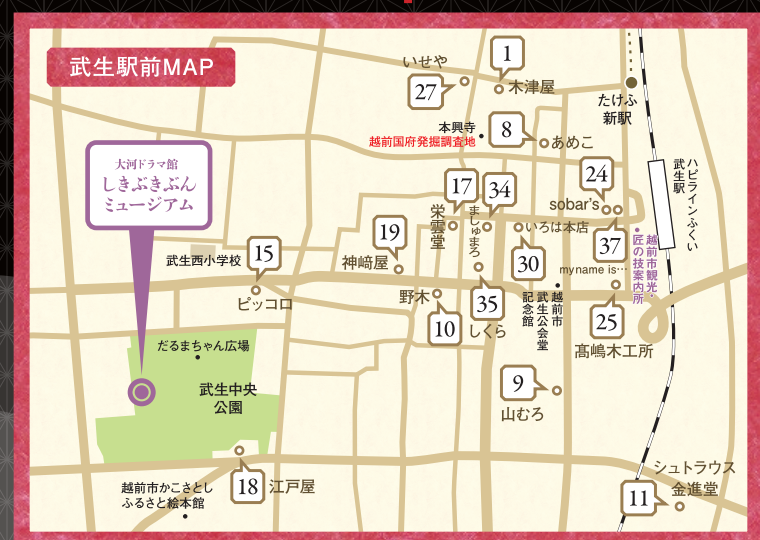 武生駅前MAP
いせや
27
1
木津屋
たけふ
新駅
本興寺
越前国府発掘調査地
8
あめこ
大河ドラマ館
しきぶきぶん
ミュージアム
24
sobar's
37
ハピラインふくい
武生駅
17
栄雲堂
34
ましゅまろ
いろは本店
30
越前市観光・
匠の技案内所
19
神﨑屋
武生西小学校
15
ピッコロ
my name is…
25
髙嶋木工所
野木
10
35
しくら
越前市
武生公会堂
記念館
だるまちゃん広場
武生中央
公園
9
山むろ
越前市かこさとし
ふるさと絵本館
18
江戸屋
シュトラウス
金進堂
11